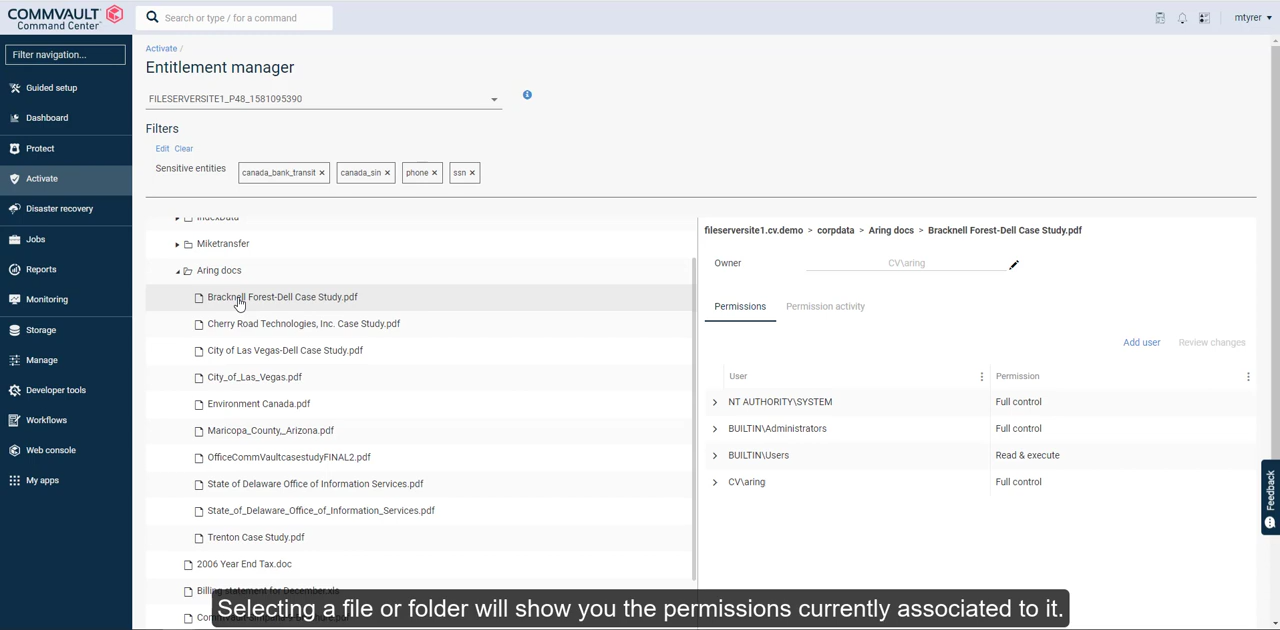 COMMVAULT
Command Center™
Search or type / for a command
mtyrer
Filter navigation...
Guided setup
Dashboard
Protect
Activate
Disaster recovery
Jobs
Reports
Monitoring
Storage
Manage
Developer tools
Workflows
Web console
My apps
Activate /
Entitlement manager
FILESERVERSITE1_P48_1581095390
Filters
Edit Clear
Sensitive entities canada_bank_transit × canada_sin × phone × ssn ×
IndexData
Miketransfer
Aring docs
Bracknell Forest-Dell Case Study.pdf
Cherry Road Technologies, Inc. Case Study.pdf
City of Las Vegas-Dell Case Study.pdf
City_of_Las_Vegas.pdf
Environment Canada.pdf
Maricopa_County,_Arizona.pdf
OfficeCommVaultcasestudyFINAL2.pdf
State of Delaware Office of Information Services.pdf
State_of_Delaware_Office_of_Information_Services.pdf
Trenton Case Study.pdf
2006 Year End Tax.doc
Billing statement for December.xls
fileserversite1.cv.demo > corpdata > Aring docs > Bracknell Forest-Dell Case Study.pdf
Owner CV\aring
Permissions Permission activity
Add user Review changes
User Permission
NT AUTHORITY\SYSTEM Full control
BUILTIN\Administrators Full control
BUILTIN\Users Read & execute
CV\aring Full control
Feedback
Selecting a file or folder will show you the permissions currently associated to it.